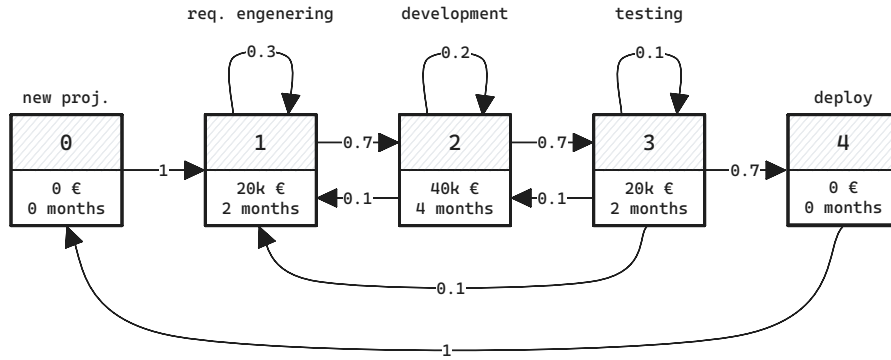 req. engenering
development
testing
0.3
0.2
0.1
new proj.
deploy
0
1
2
3
4
0.7
0.7
1
0.7
0 €
0 months
20k €
2 months
40k €
4 months
20k €
2 months
0 €
0 months
0.1
0.1
0.1
1